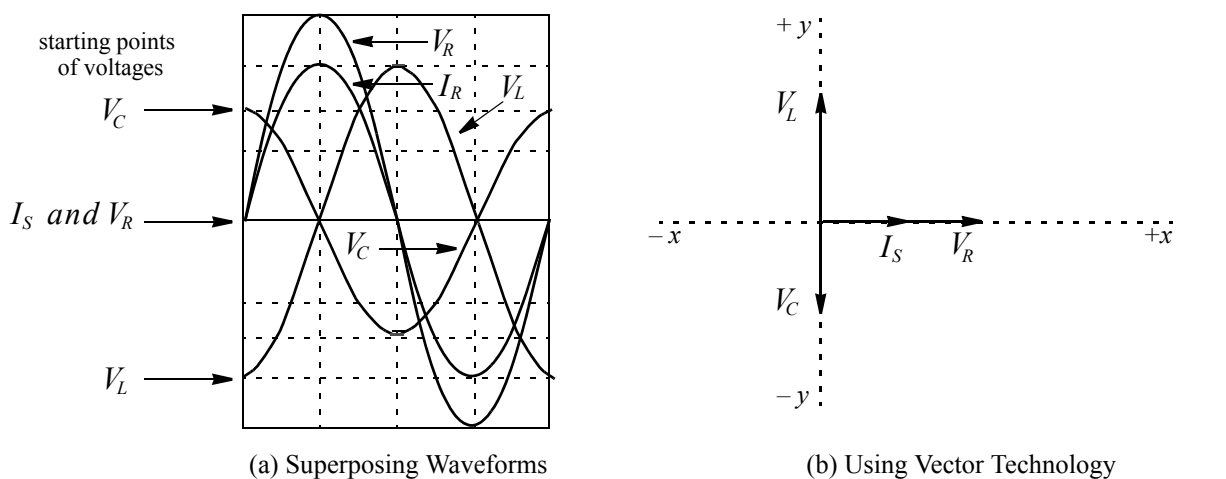 starting points
of voltages
V_R
I_R
V_L
V_C
I_S and V_R
V_C
V_L
(a) Superposing Waveforms
+ y
V_L
– x
I_S
V_R
+x
V_C
– y
(b) Using Vector Technology